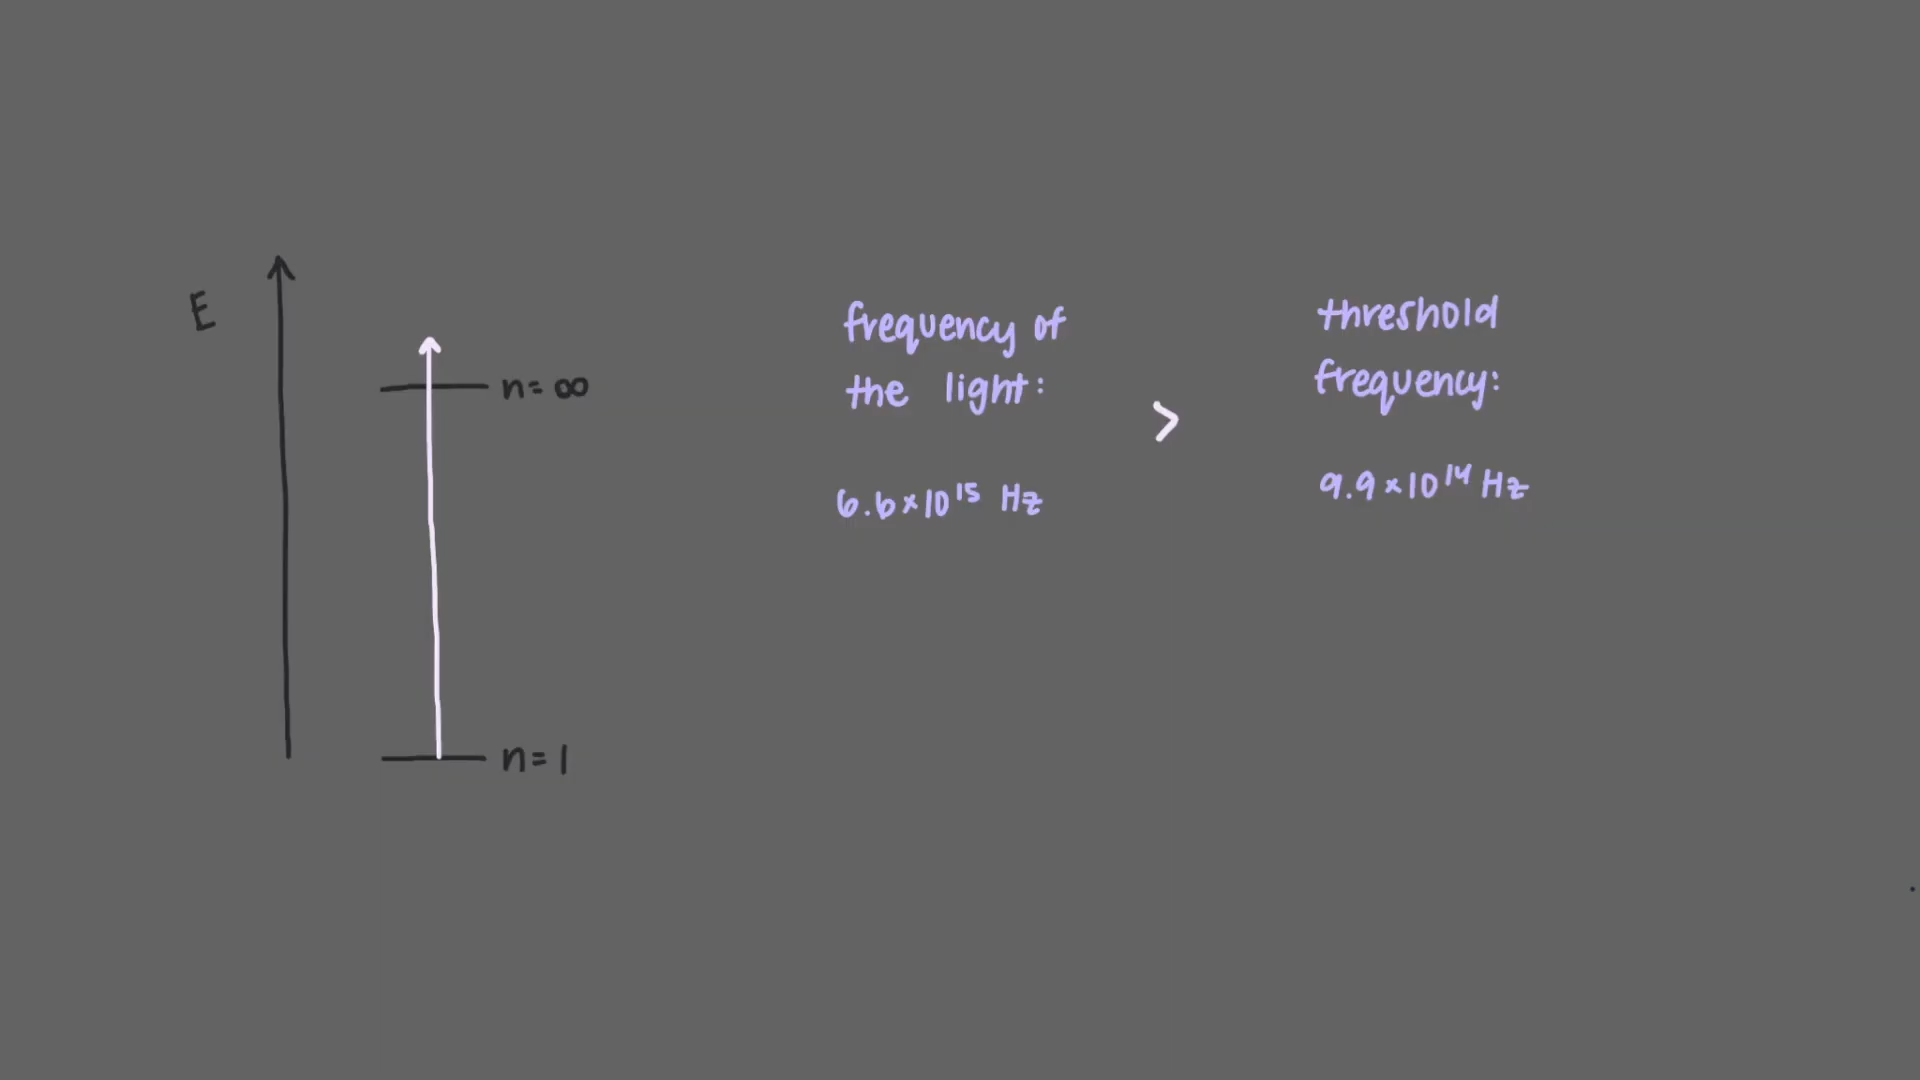 E
n=∞
n=1
frequency of
the light:
6.6×10¹⁵ Hz
>
threshold
frequency:
9.9×10¹⁴ Hz